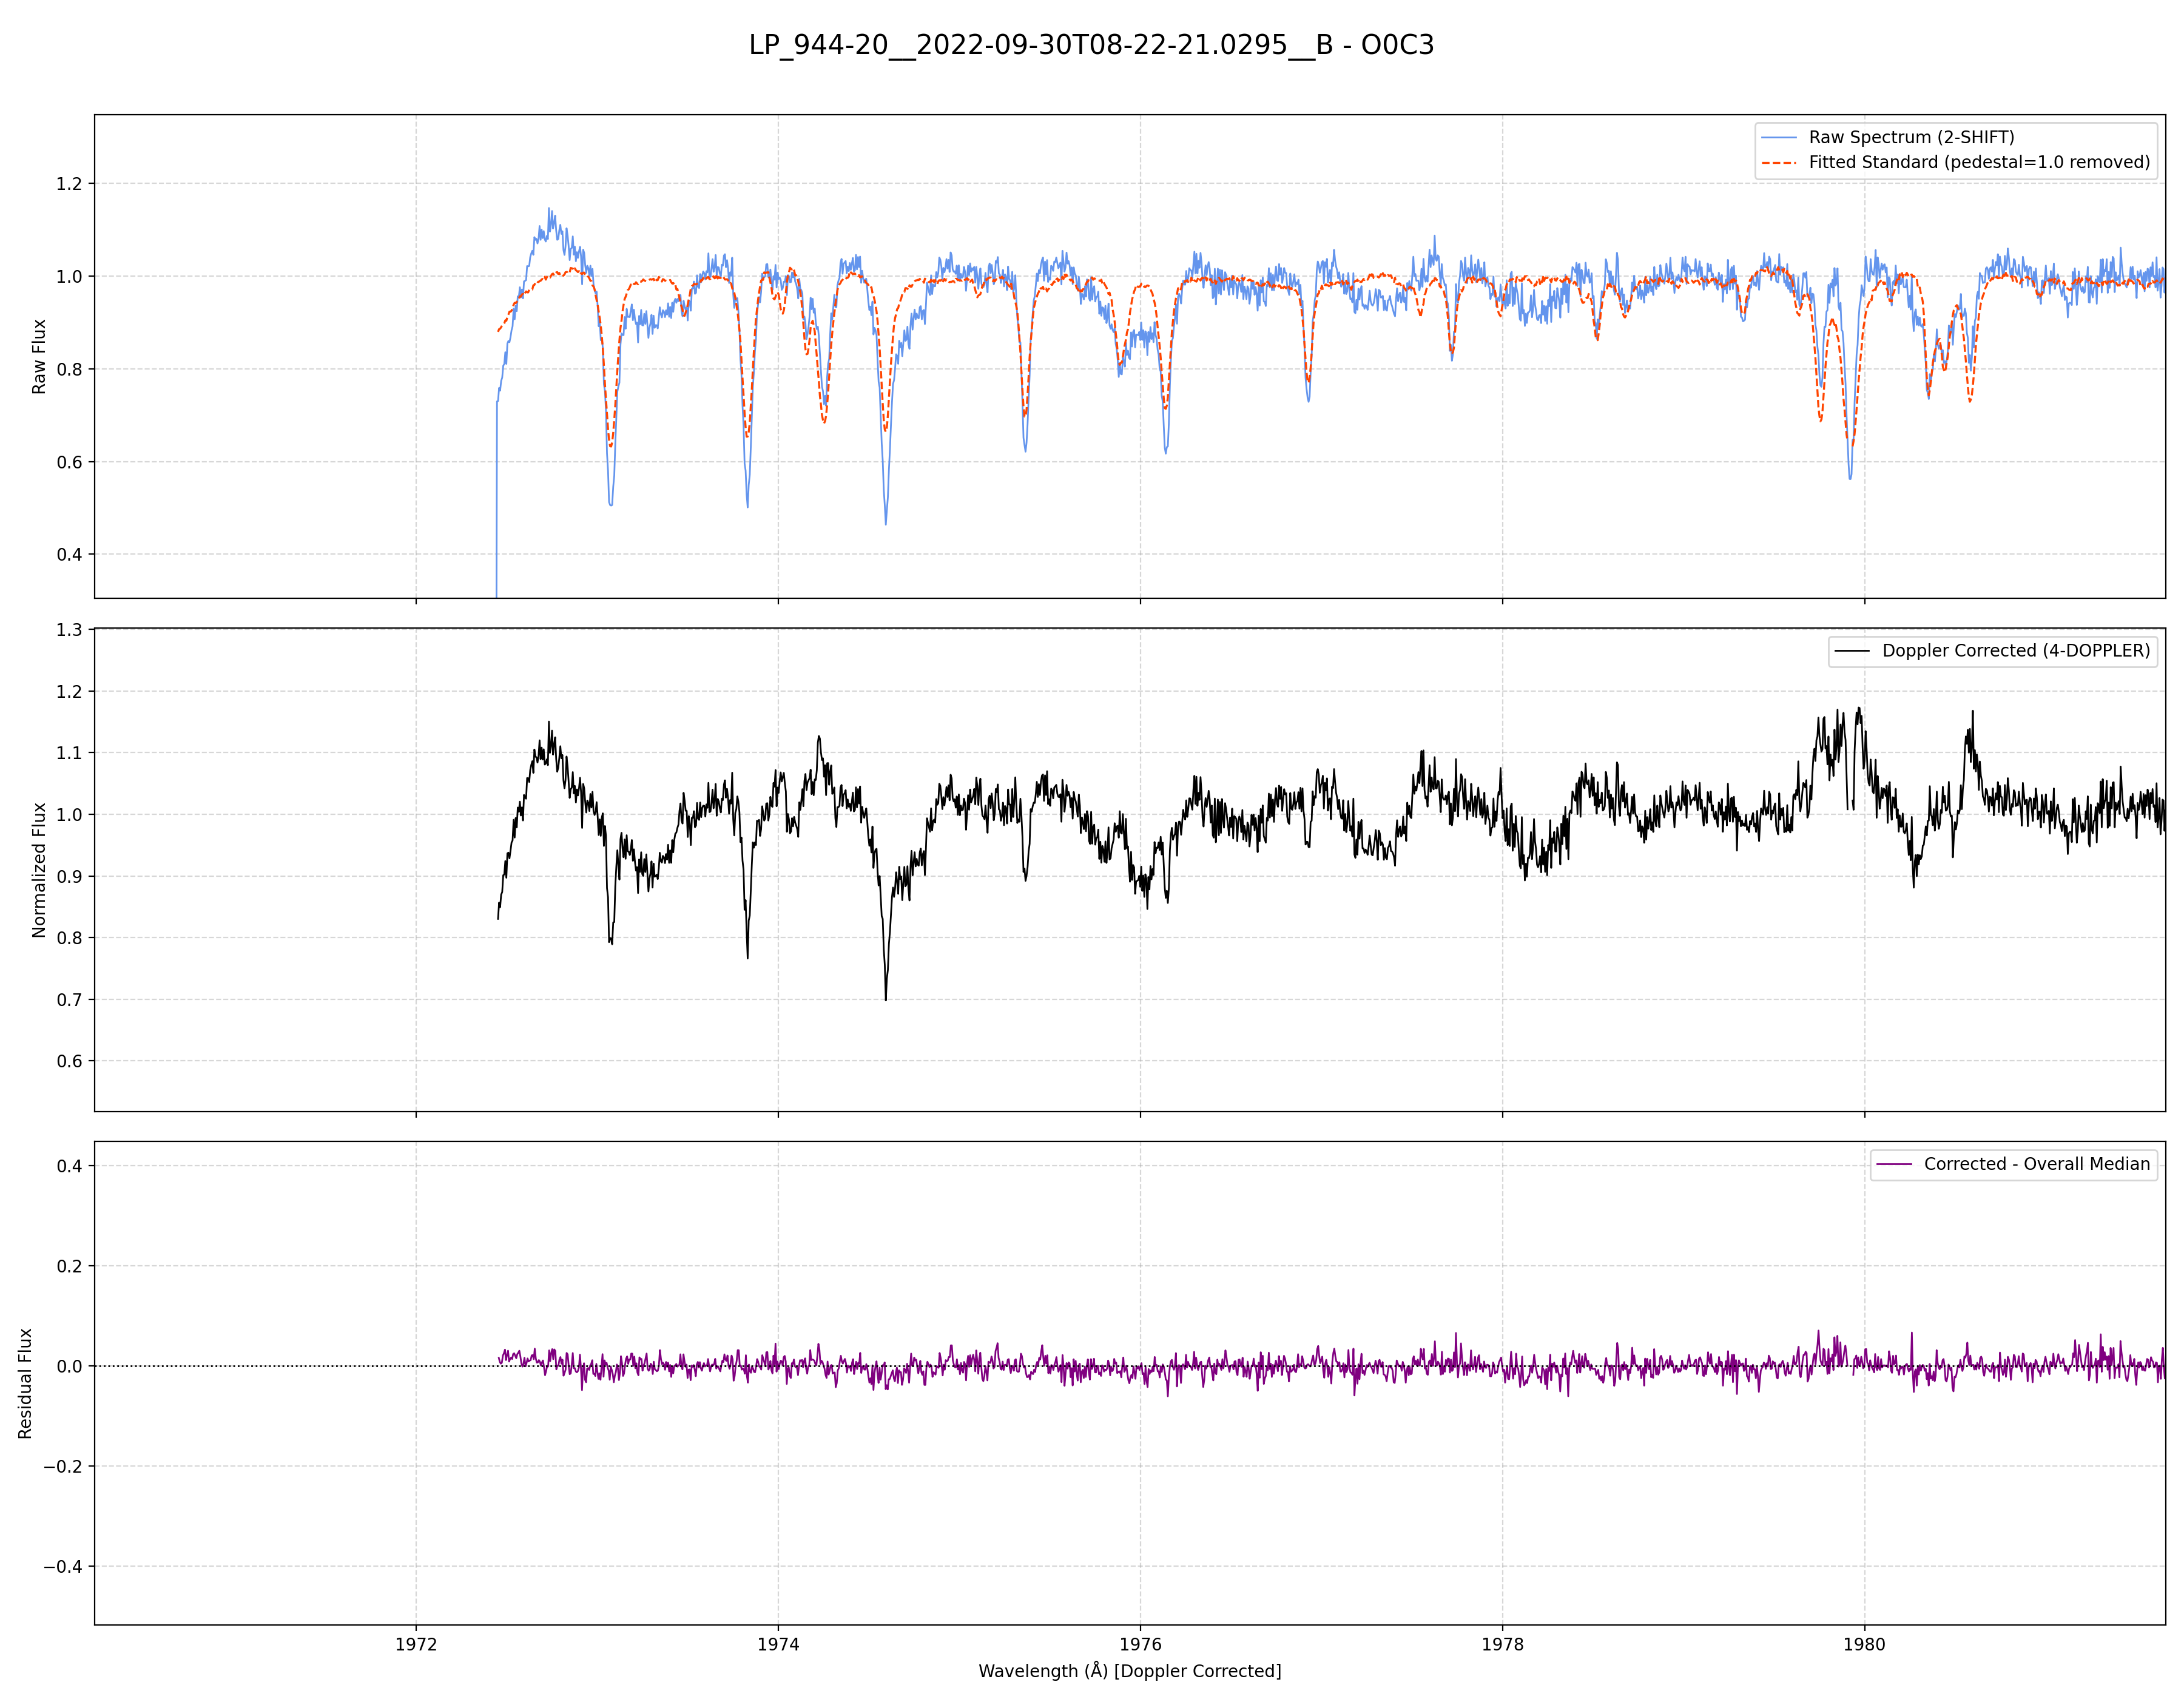 LP_944-20__2022-09-30T08-22-21.0295__B - O0C3
Raw Spectrum (2-SHIFT)
Fitted Standard (pedestal=1.0 removed)
1.2
1.0
0.8
0.6
0.4
Raw Flux
Doppler Corrected (4-DOPPLER)
1.3
1.2
1.1
1.0
0.9
0.8
0.7
0.6
Normalized Flux
Corrected - Overall Median
0.4
0.2
0.0
−0.2
−0.4
Residual Flux
1972 1974 1976 1978 1980
Wavelength (Å) [Doppler Corrected]